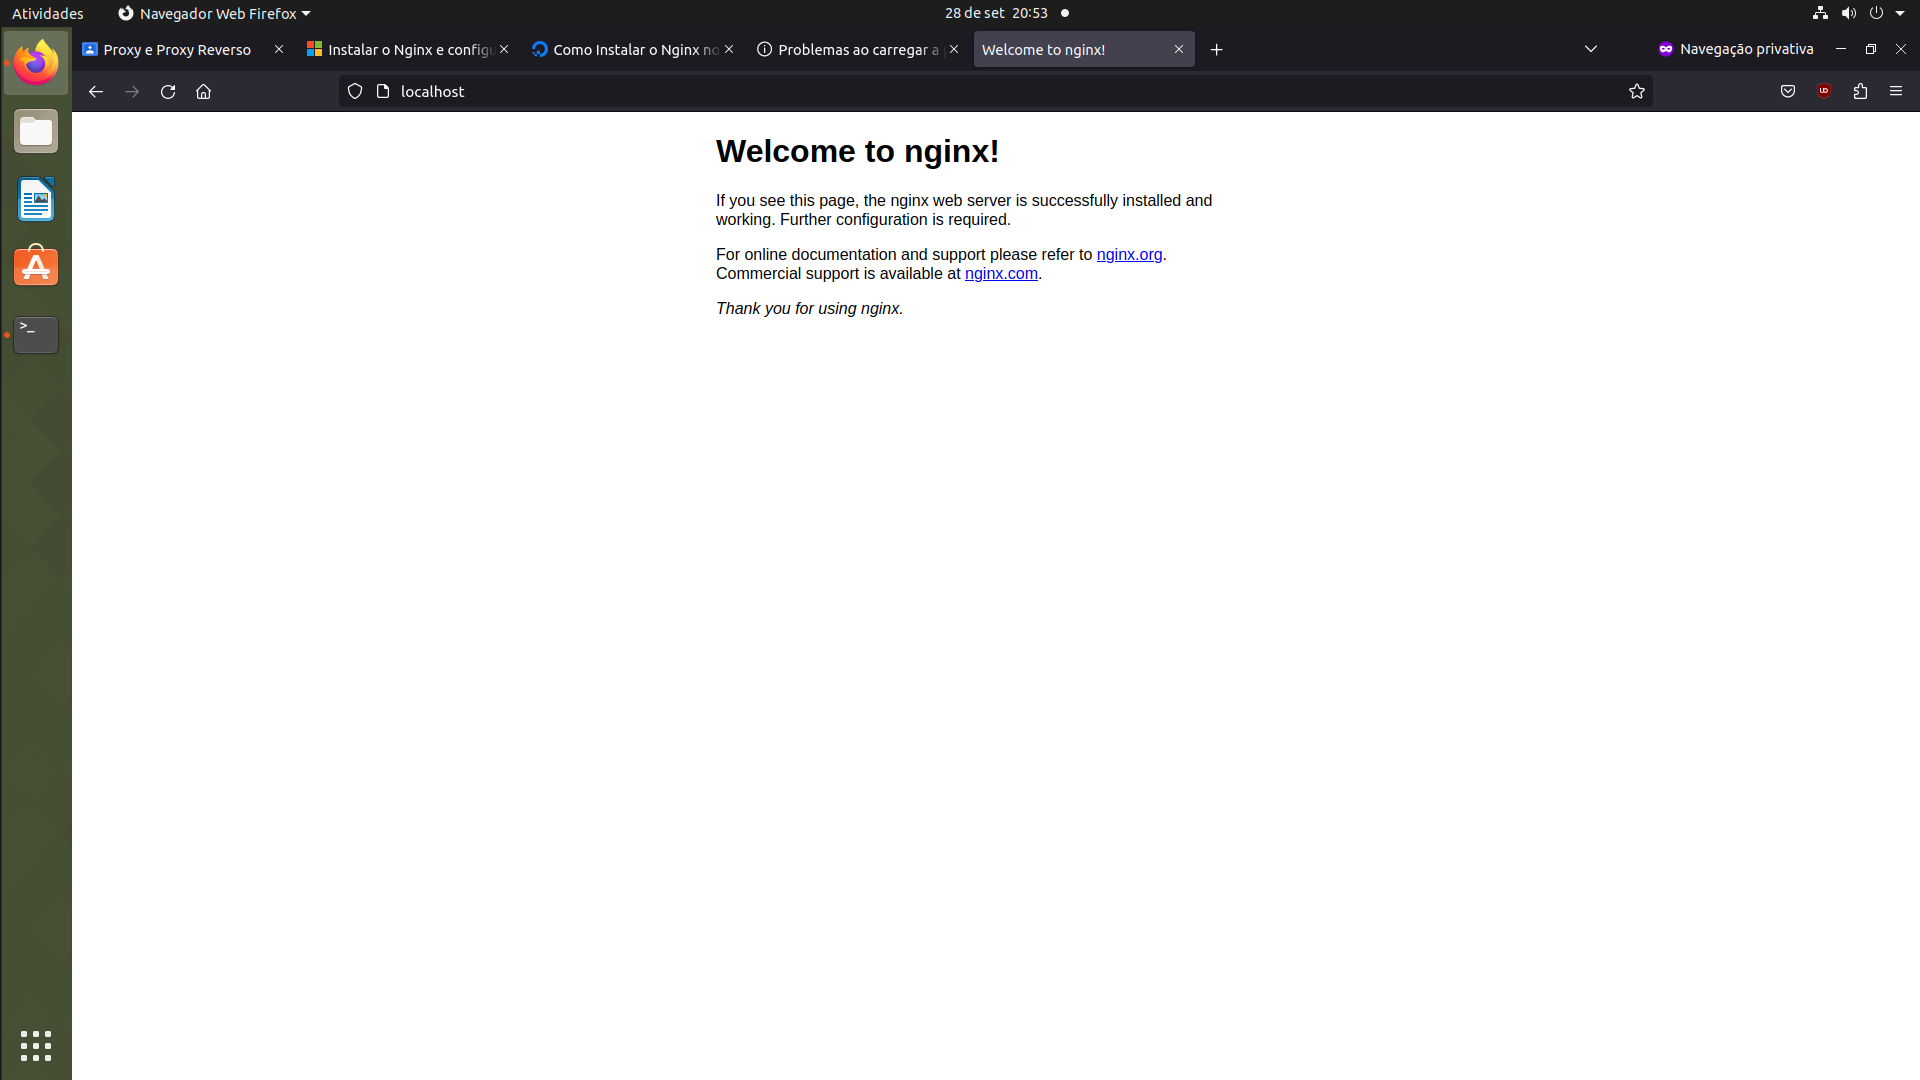 Atividades
Navegador Web Firefox
28 de set 20:53
Proxy e Proxy Reverso
Instalar o Nginx e configu
Como Instalar o Nginx no
Problemas ao carregar a
Welcome to nginx!
Navegação privativa
localhost
Welcome to nginx!
If you see this page, the nginx web server is successfully installed and
working. Further configuration is required.
For online documentation and support please refer to nginx.org.
Commercial support is available at nginx.com.
Thank you for using nginx.